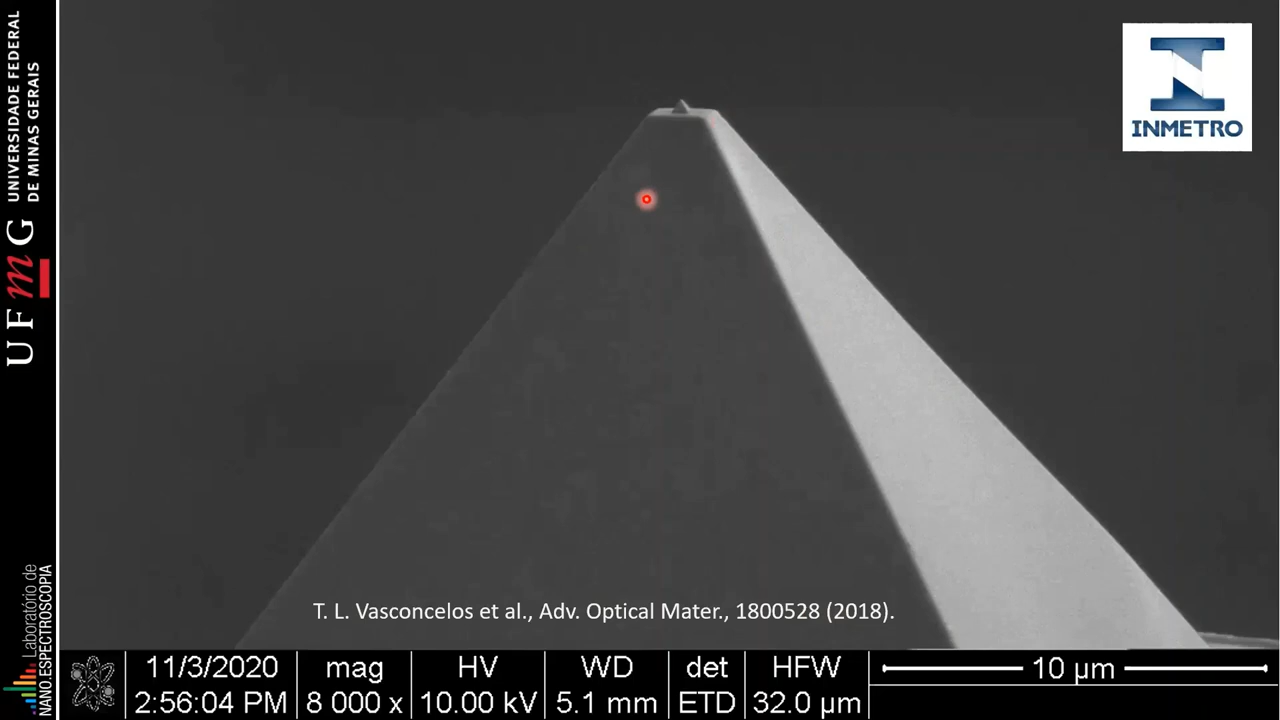 UNIVERSIDADE FEDERAL
DE MINAS GERAIS
UFmG
Laboratório de
NANO.ESPECTROSCOPIA
INMETRO
T. L. Vasconcelos et al., Adv. Optical Mater., 1800528 (2018).
11/3/2020
2:56:04 PM
mag
8 000 x
HV
10.00 kV
WD
5.1 mm
det
ETD
HFW
32.0 µm
10 µm